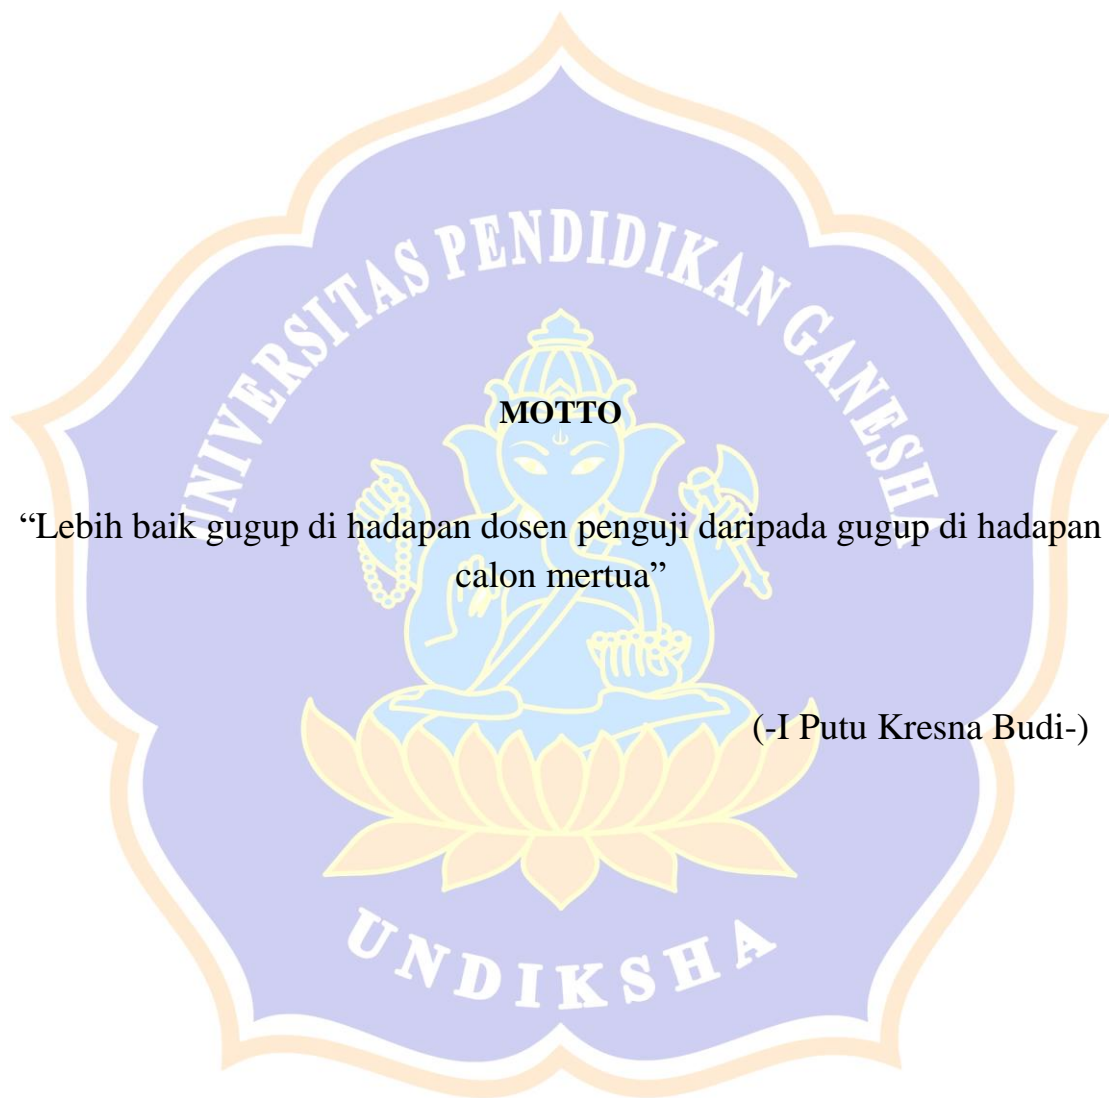 UNIVERSITAS PENDIDIKAN GANESHA
MOTTO
“Lebih baik gugup di hadapan dosen penguji daripada gugup di hadapan
calon mertua”
(-I Putu Kresna Budi-)
UNDIKSHA